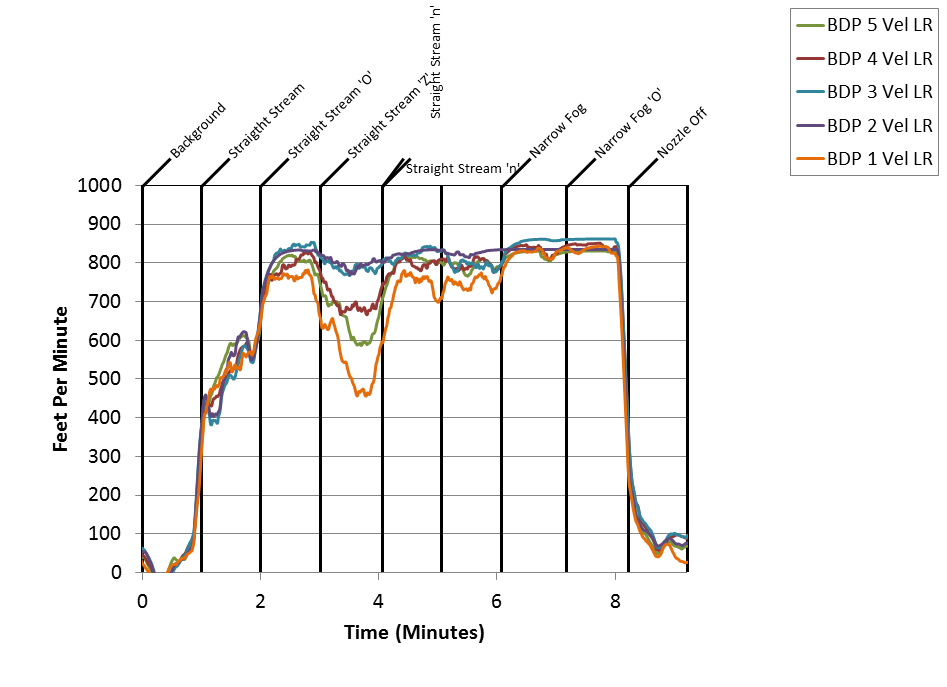 Straight Stream 'n'
BDP 5 Vel LR
BDP 4 Vel LR
BDP 3 Vel LR
BDP 2 Vel LR
BDP 1 Vel LR
Background
Straigtht Stream
Straight Stream 'O'
Straight Stream 'Z'
Straight Stream 'n'
Narrow Fog
Narrow Fog 'O'
Nozzle Off
1000
900
800
700
600
500
400
300
200
100
0
Feet Per Minute
0 2 4 6 8
Time (Minutes)